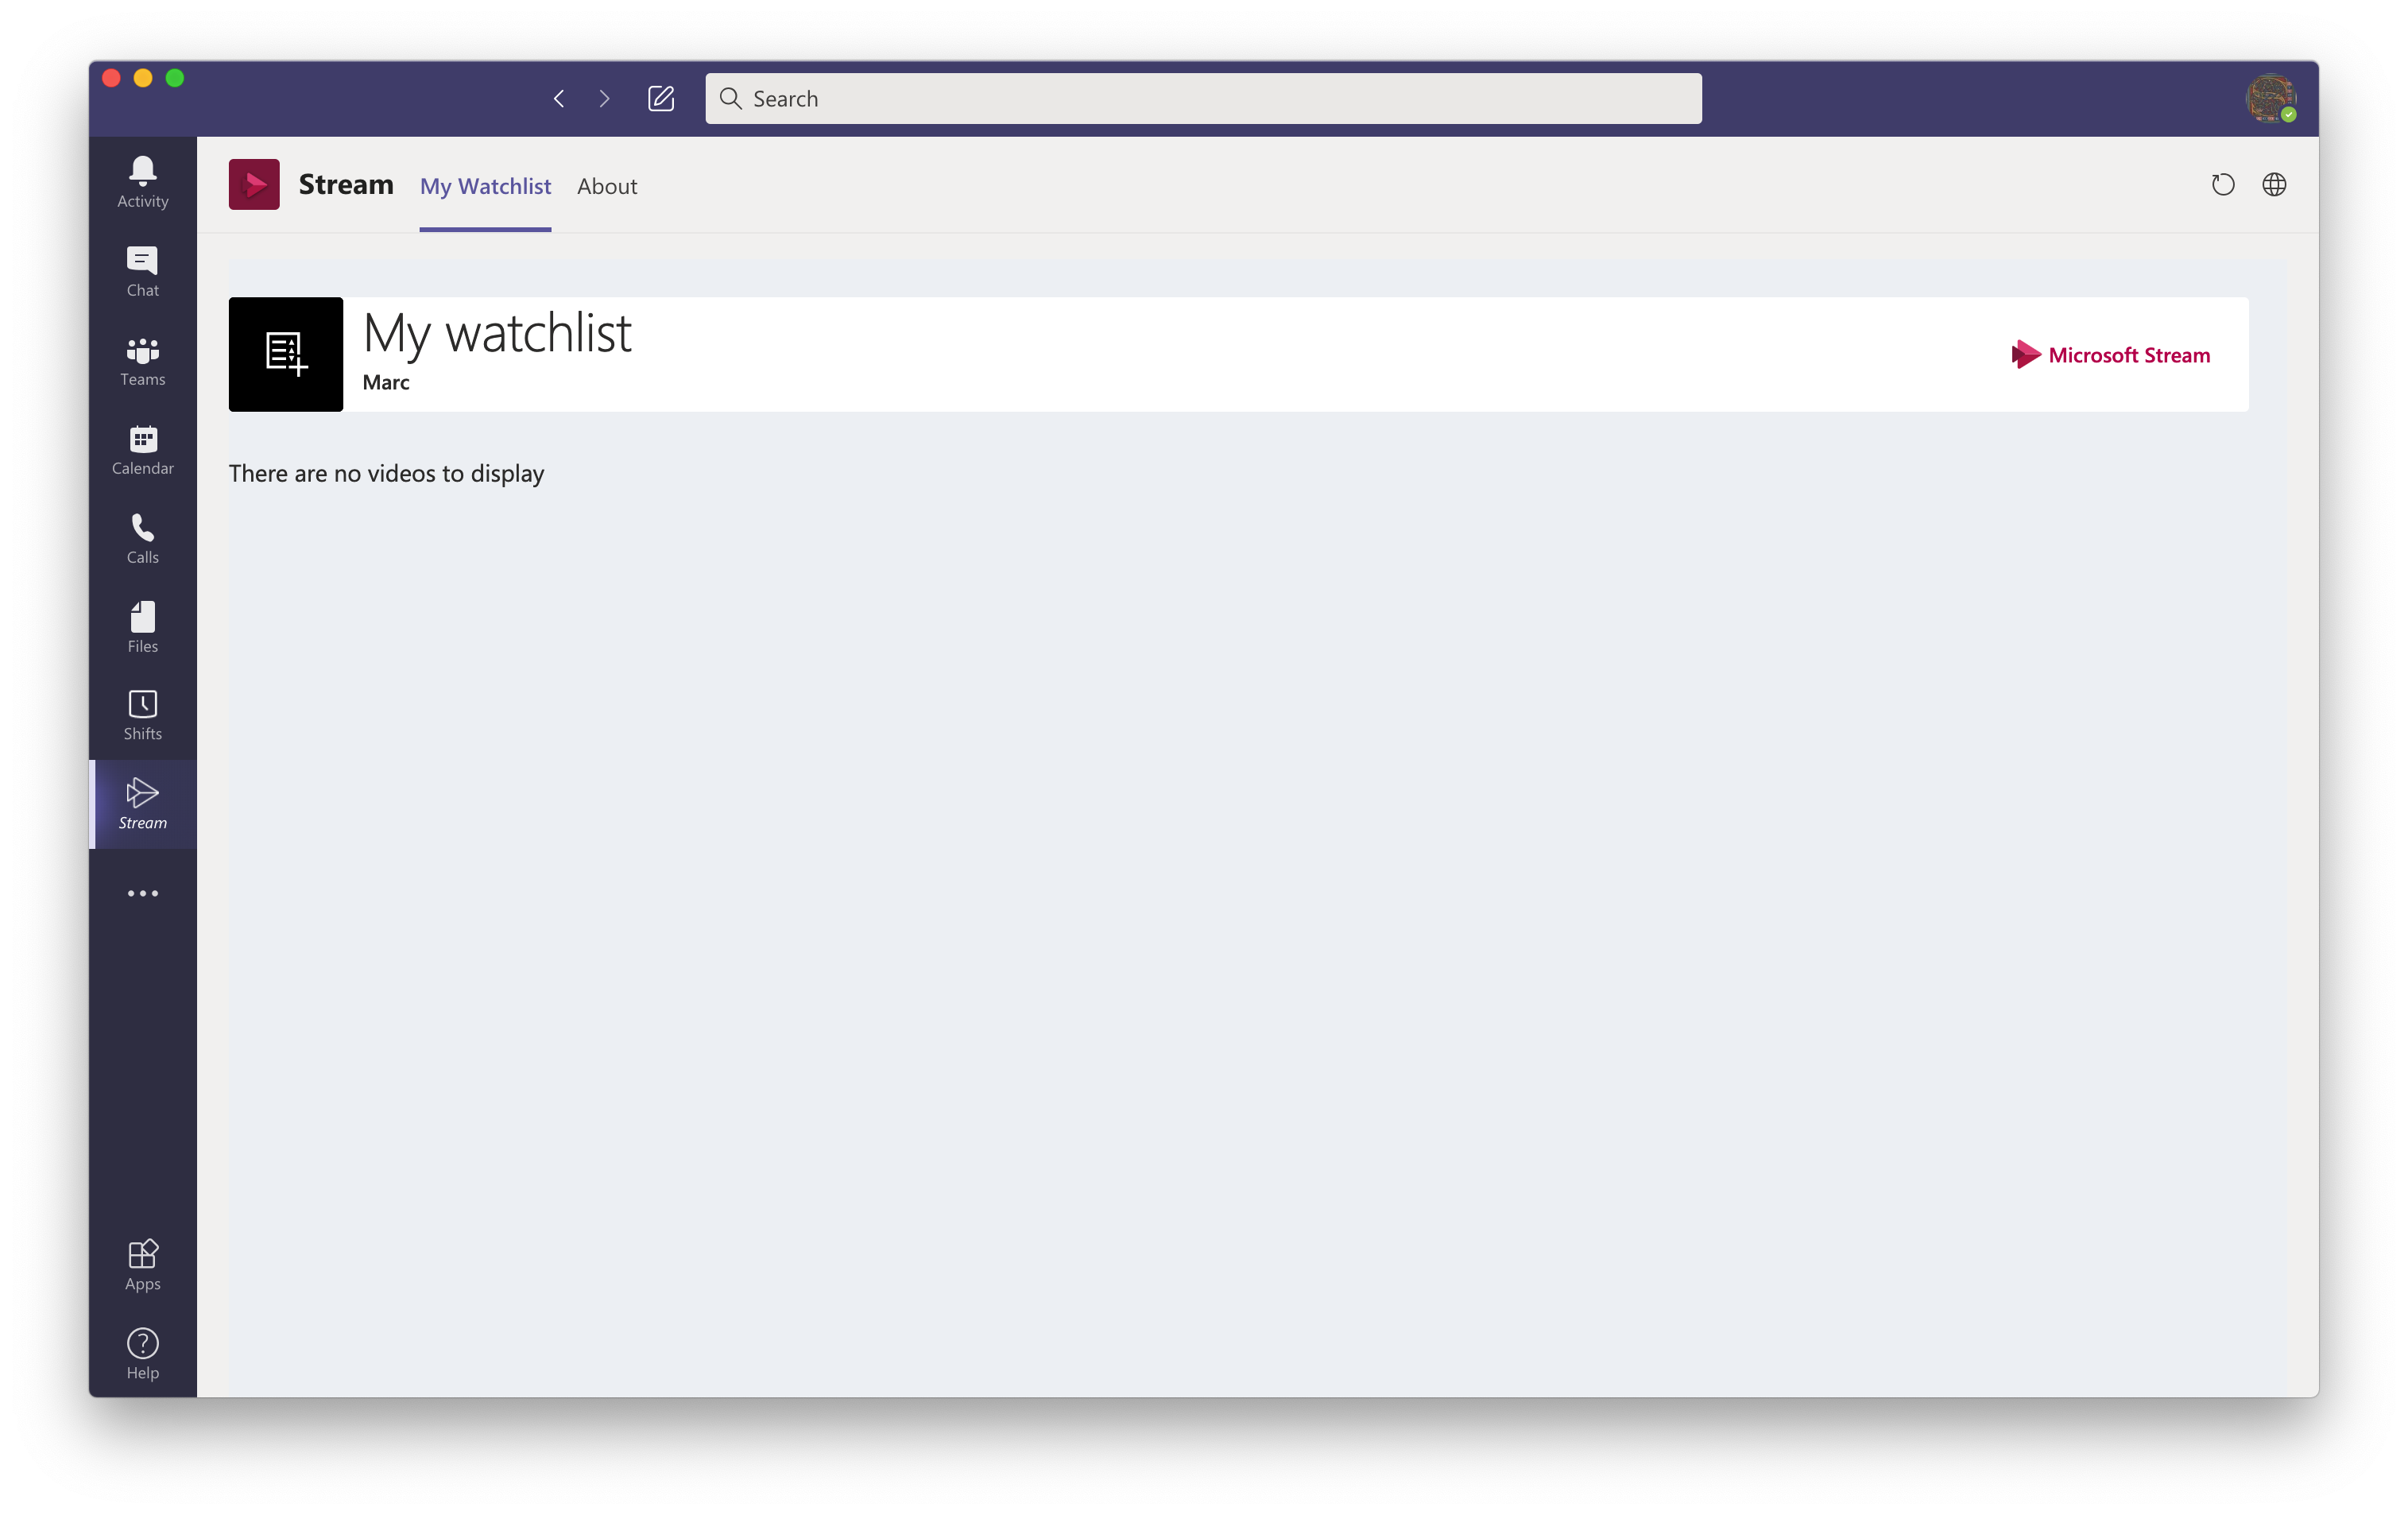 Search
Activity
Chat
Teams
Calendar
Calls
Files
Shifts
Stream
Apps
Help
Stream My Watchlist About
My watchlist
Marc
Microsoft Stream
There are no videos to display